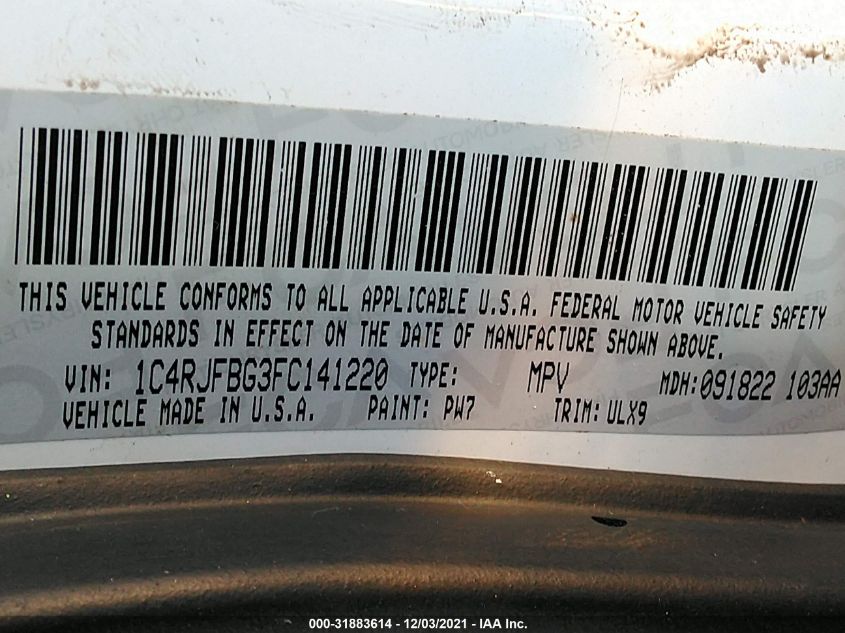 THIS VEHICLE CONFORMS TO ALL APPLICABLE U.S.A. FEDERAL MOTOR VEHICLE SAFETY
STANDARDS IN EFFECT ON THE DATE OF MANUFACTURE SHOWN ABOVE.
VIN: 1C4RJFBG3FC141220 TYPE: MPV MDH:091822 103AA
VEHICLE MADE IN U.S.A. PAINT: PW7 TRIM: ULX9
000-31883614 - 12/03/2021 - IAA Inc.